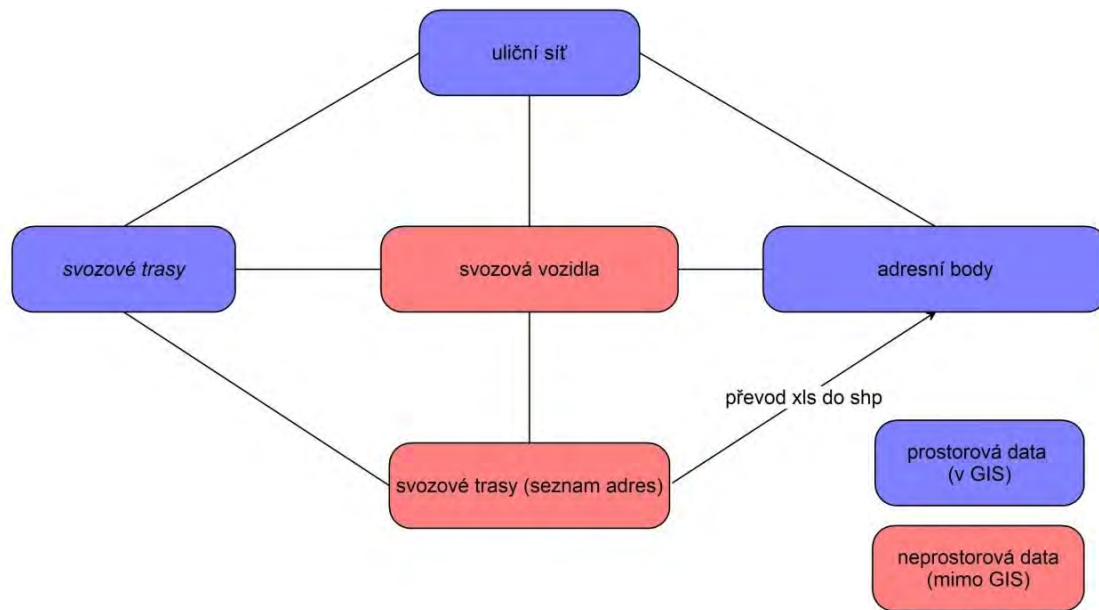 uliční síť
svozové trasy
svozová vozidla
adresní body
převod xls do shp
svozové trasy (seznam adres)
prostorová data
(v GIS)
neprostorová data
(mimo GIS)